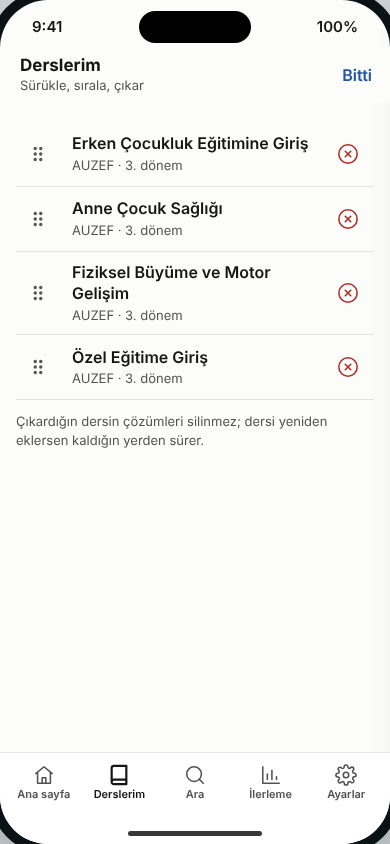 9:41
100%
Derslerim
Sürükle, sırala, çıkar
Bitti
Erken Çocukluk Eğitimine Giriş
AUZEF · 3. dönem
Anne Çocuk Sağlığı
AUZEF · 3. dönem
Fiziksel Büyüme ve Motor
Gelişim
AUZEF · 3. dönem
Özel Eğitime Giriş
AUZEF · 3. dönem
Çıkardığın dersin çözümleri silinmez; dersi yeniden
eklersen kaldığın yerden sürer.
Ana sayfa
Derslerim
Ara
İlerleme
Ayarlar